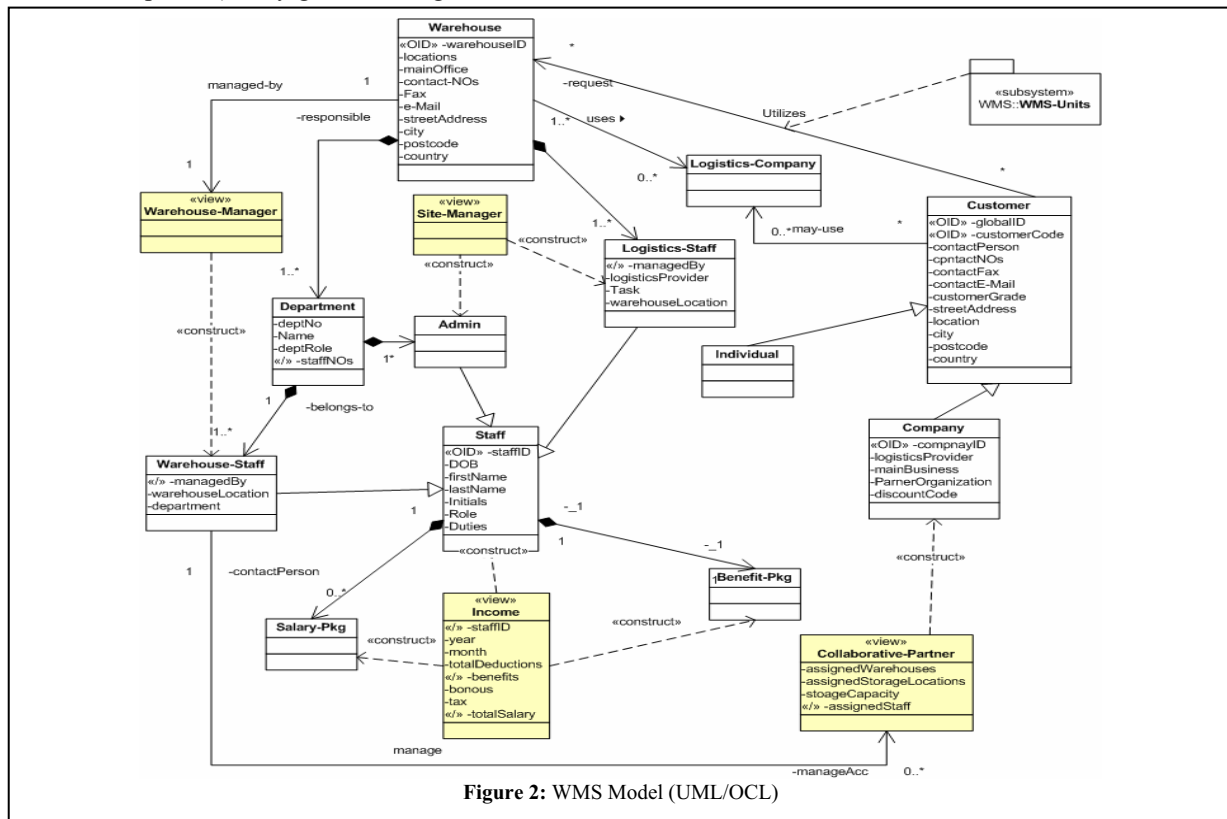 Warehouse
«OID» -warehouseID
-locations
-mainOffice
-contact-NOs
-Fax
-e-Mail
-streetAddress
-city
-postcode
-country
managed-by
1
-responsible
1
*
-request
Utilizes
*
«subsystem»
WMS::WMS-Units
1..*
uses
0..*
Logistics-Company
0..*
may-use
*
«view»
Warehouse-Manager
«view»
Site-Manager
«construct»
«construct»
1..*
Logistics-Staff
«/» -managedBy
-logisticsProvider
-Task
-warehouseLocation
Customer
«OID» -globalID
«OID» -customerCode
-contactPerson
-cpntactNOs
-contactFax
-contactE-Mail
-customerGrade
-streetAddress
-location
-city
-postcode
-country
1..*
Department
-deptNo
-Name
-deptRole
«/» -staffNOs
«construct»
Admin
1*
Individual
1
-belongs-to
1..*
Warehouse-Staff
«/» -managedBy
-warehouseLocation
-department
Staff
«OID» -staffID
-DOB
-firstName
-lastName
-Initials
-Role
-Duties
Company
«OID» -compnayID
-logisticsProvider
-mainBusiness
-ParnerOrganization
-discountCode
1
-_1
1
-_1
«construct»
«construct»
1
-contactPerson
0..*
Salary-Pkg
1
Benefit-Pkg
«construct»
«construct»
«view»
Income
«/» -staffID
-year
-month
-totalDeductions
«/» -benefits
-bonous
-tax
«/» -totalSalary
«view»
Collaborative-Partner
-assignedWarehouses
-assignedStorageLocations
-stoageCapacity
«/» -assignedStaff
manage
-manageAcc
0..*
Figure 2: WMS Model (UML/OCL)